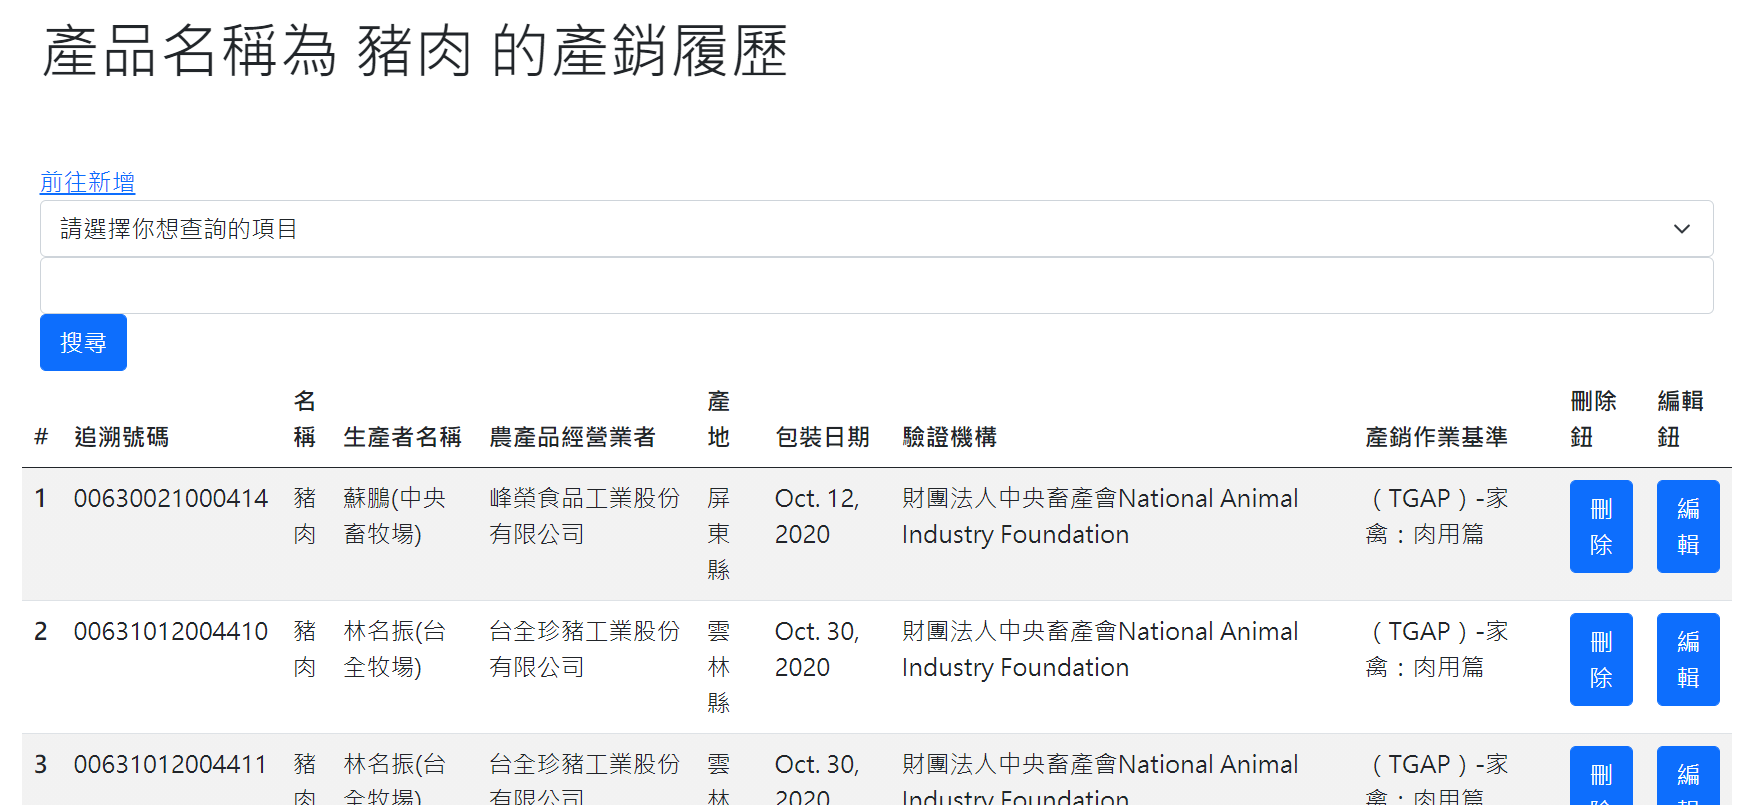 產品名稱為 豬肉 的產銷履歷
前往新增
請選擇你想查詢的項目
搜尋
# 追溯號碼 名稱 生產者名稱 農產品經營業者 產地 包裝日期 驗證機構 產銷作業基準 刪除鈕 編輯鈕
1 00630021000414 豬肉 蘇鵬(中央畜牧場) 峰榮食品工業股份有限公司 屏東縣 Oct. 12, 2020 財團法人中央畜產會National Animal Industry Foundation （TGAP）-家禽：肉用篇 刪除 編輯
2 00631012004410 豬肉 林名振(台全牧場) 台全珍豬工業股份有限公司 雲林縣 Oct. 30, 2020 財團法人中央畜產會National Animal Industry Foundation （TGAP）-家禽：肉用篇 刪除 編輯
3 00631012004411 豬肉 林名振(台全牧場) 台全珍豬工業股份有限公司 雲林 Oct. 30, 2020 財團法人中央畜產會National Animal Industry Foundation （TGAP）-家禽：肉用篇 刪除 編輯